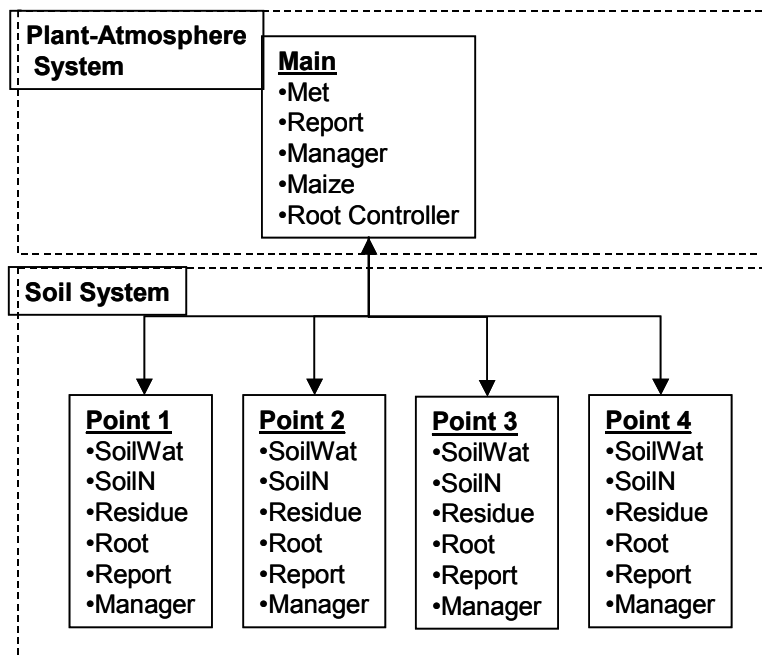 Plant-Atmosphere
System
Main
•Met
•Report
•Manager
•Maize
•Root Controller
Soil System
Point 1
•SoilWat
•SoilN
•Residue
•Root
•Report
•Manager
Point 2
•SoilWat
•SoilN
•Residue
•Root
•Report
•Manager
Point 3
•SoilWat
•SoilN
•Residue
•Root
•Report
•Manager
Point 4
•SoilWat
•SoilN
•Residue
•Root
•Report
•Manager